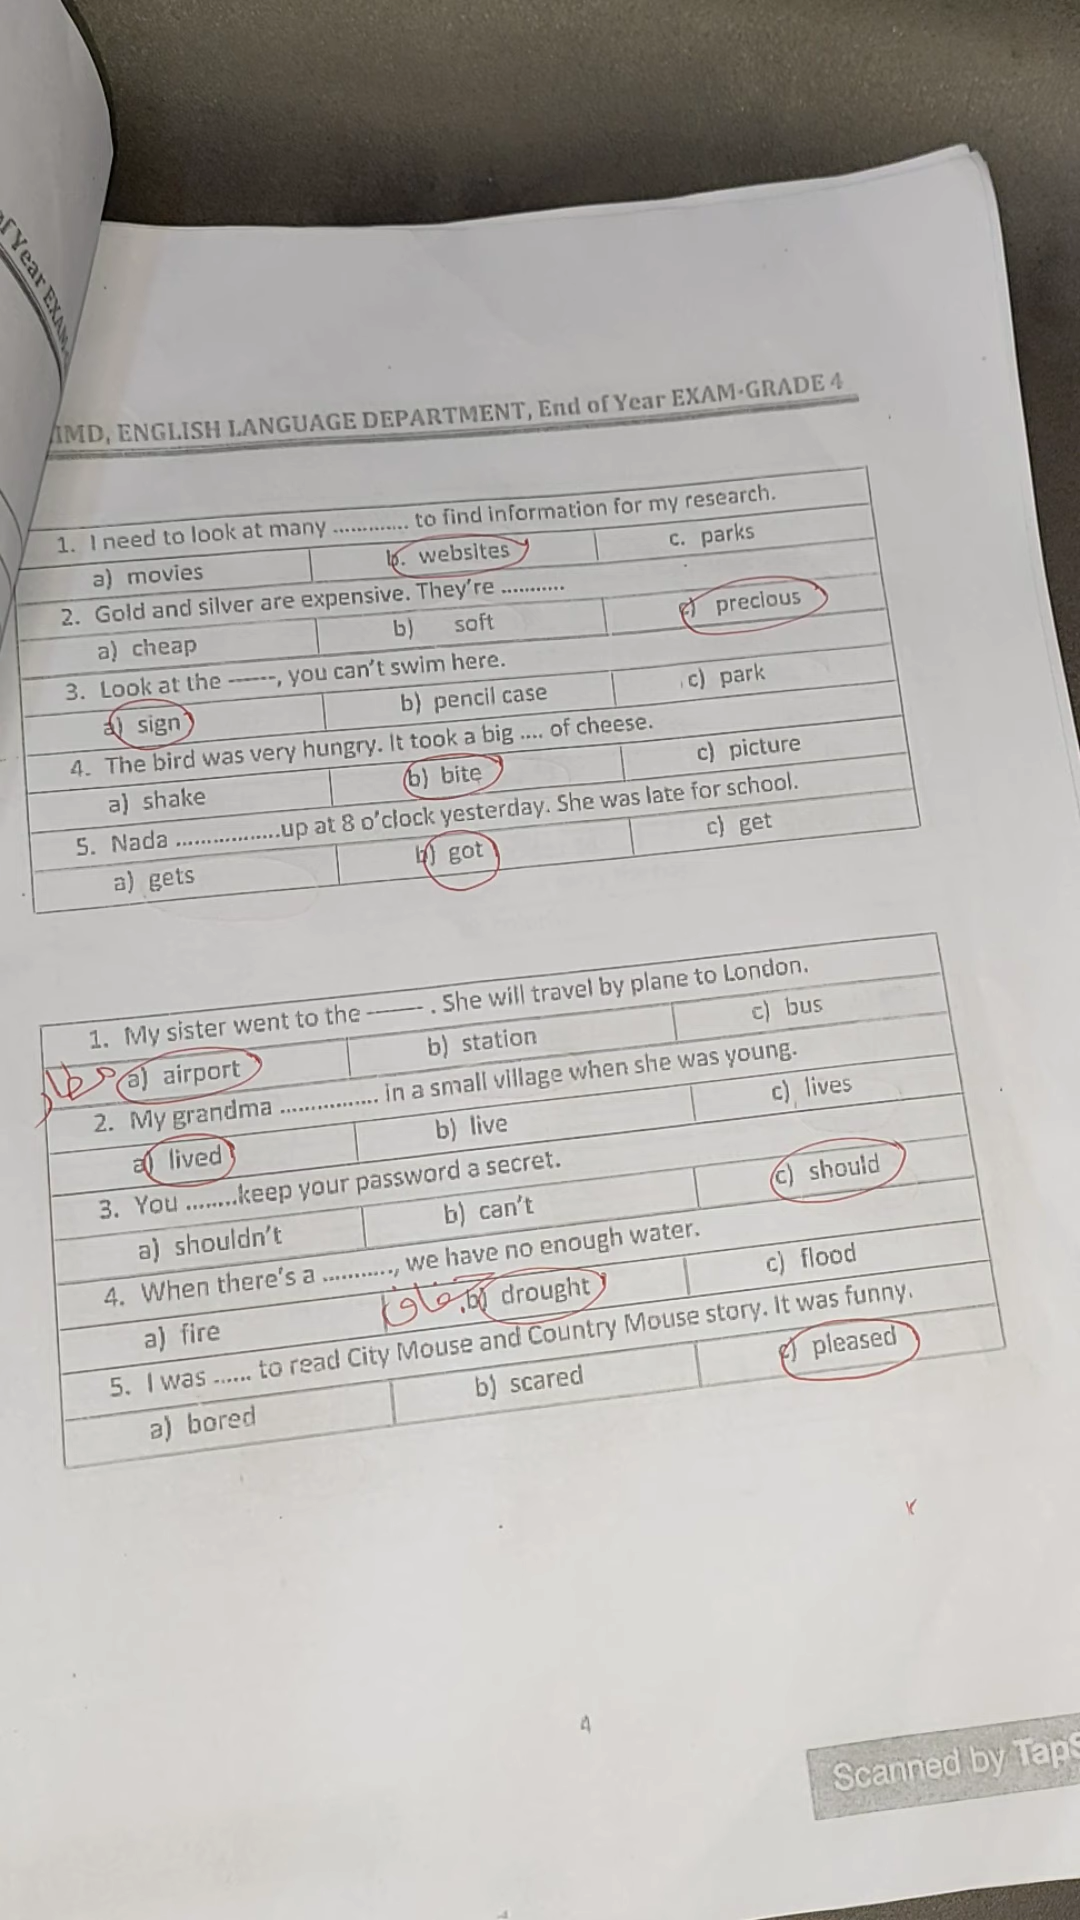 of Year EXAM-
IMD, ENGLISH LANGUAGE DEPARTMENT, End of Year EXAM-GRADE 4
1. I need to look at many ............. to find information for my research.
a) movies b. websites c. parks
2. Gold and silver are expensive. They're ...........
a) cheap b) soft c) precious
3. Look at the ------, you can't swim here.
a) sign b) pencil case c) park
4. The bird was very hungry. It took a big .... of cheese.
a) shake b) bite c) picture
5. Nada .................up at 8 o'clock yesterday. She was late for school.
a) gets b) got c) get
1. My sister went to the ------- . She will travel by plane to London.
مطار a) airport b) station c) bus
2. My grandma ................ in a small village when she was young.
a) lived b) live c) lives
3. You ........keep your password a secret.
a) shouldn't b) can't c) should
4. When there's a ..........., we have no enough water.
a) fire جفاف b) drought c) flood
5. I was ...... to read City Mouse and Country Mouse story. It was funny.
a) bored b) scared c) pleased
4
Scanned by TapS